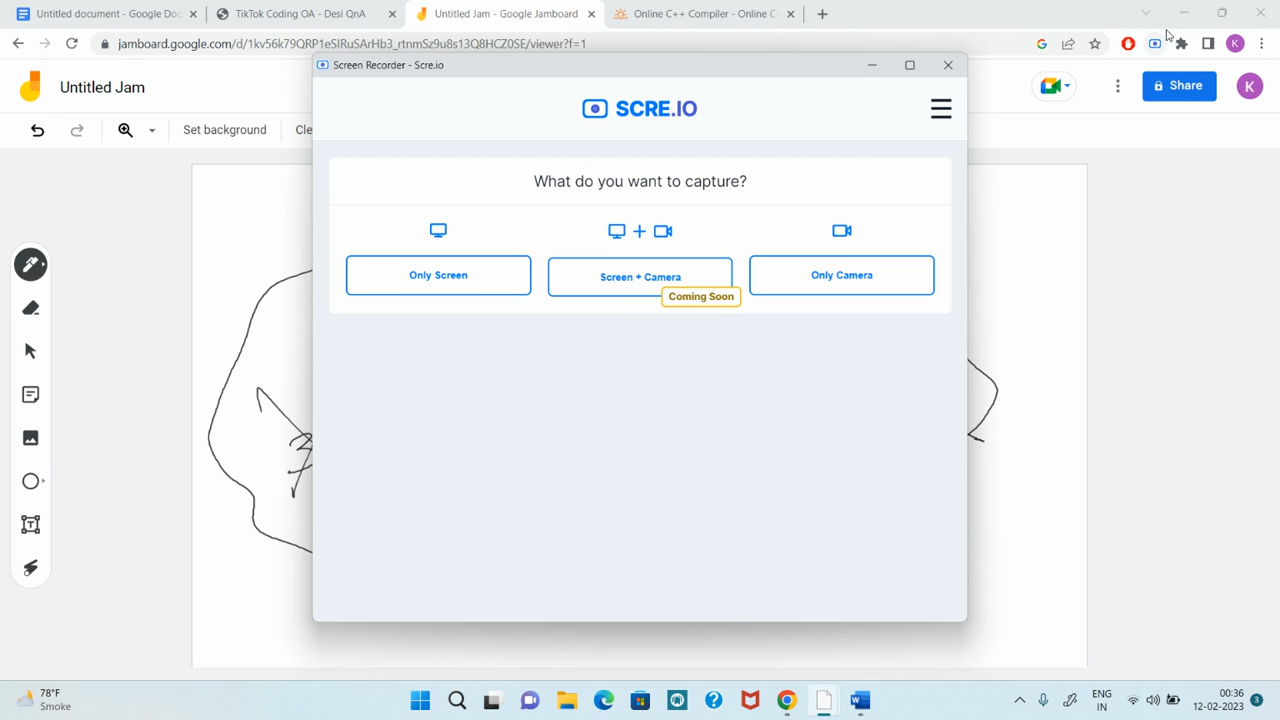 Untitled document - Google Doc
TikTok Coding OA - Desi QnA
Untitled Jam - Google Jamboard
Online C++ Compiler - Online C
jamboard.google.com/d/1kv56k79QRP1eSIRuSArHb3_rtnmSz9u8s13Q8HCZ0SE/viewer?f=1
K
Untitled Jam
Share
K
Set background
Cle
Screen Recorder - Scre.io
SCRE.IO
What do you want to capture?
Only Screen
Screen + Camera
Only Camera
Coming Soon
78°F
Smoke
ENG
IN
00:36
12-02-2023
3